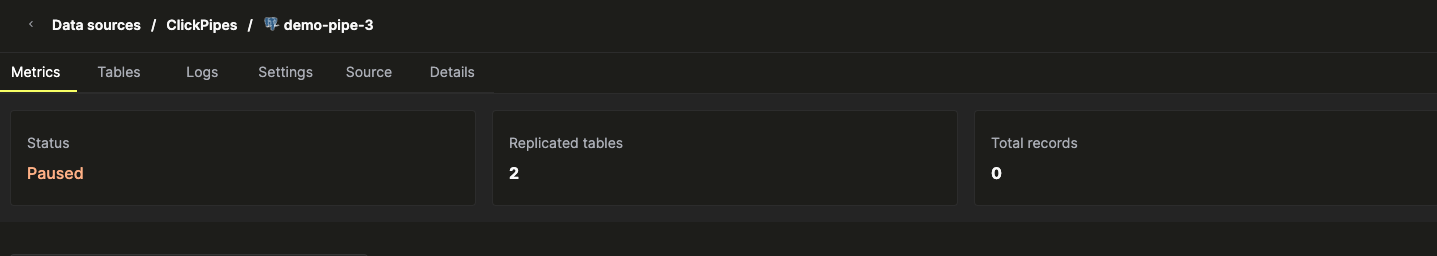 Data sources / ClickPipes / demo-pipe-3
Metrics Tables Logs Settings Source Details
Status Replicated tables Total records
Paused 2 0